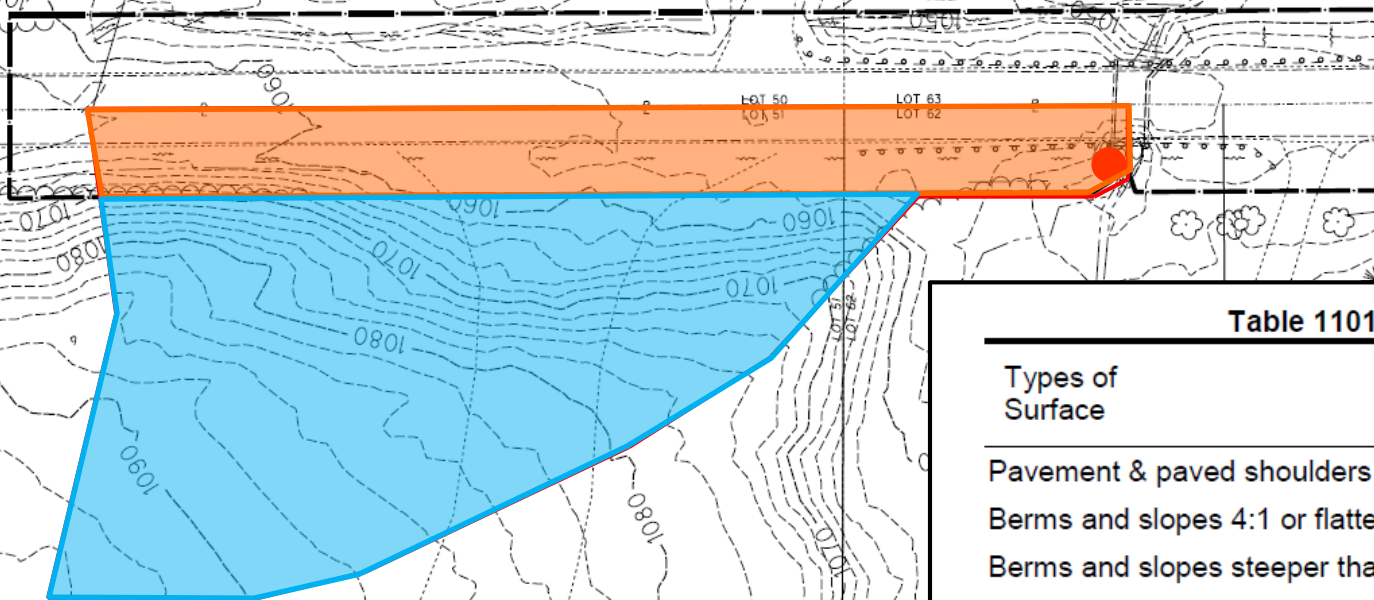 1050
1050
1060
LOT 50
LOT 63
LOT 51
LOT 62
1070
1060
1060
1080
1070
1070
LOT 51
LOT 62
1080
1090
1080
1070
Table 1101
Types of
Surface
Pavement & paved shoulders
Berms and slopes 4:1 or flatte
Berms and slopes steeper tha